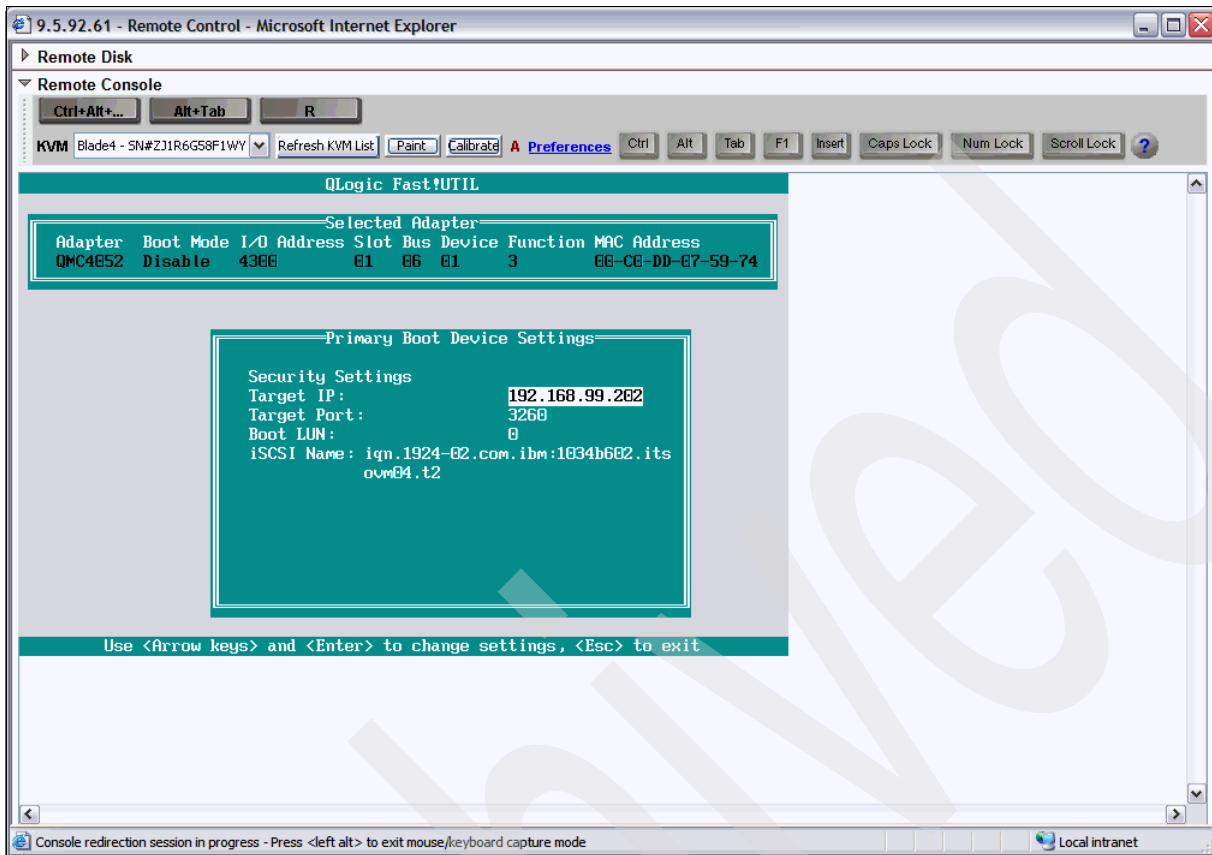 9.5.92.61 - Remote Control - Microsoft Internet Explorer
Remote Disk
Remote Console
Ctrl+Alt+... Alt+Tab R
KVM Blade4 - SN#ZJ1R6G58F1WY Refresh KVM List Paint Calibrate A Preferences Ctrl Alt Tab F1 Insert Caps Lock Num Lock Scroll Lock ?
QLogic Fast!UTIL
Selected Adapter
Adapter Boot Mode I/O Address Slot Bus Device Function MAC Address
QMC4052 Disable 4300 01 06 01 3 00-C0-DD-07-59-74
Primary Boot Device Settings
Security Settings
Target IP: 192.168.99.202
Target Port: 3260
Boot LUN: 0
iSCSI Name: iqn.1924-02.com.ibm:1034b602.its
ovm04.t2
Use <Arrow keys> and <Enter> to change settings, <Esc> to exit
Console redirection session in progress - Press <left alt> to exit mouse/keyboard capture mode
Local intranet